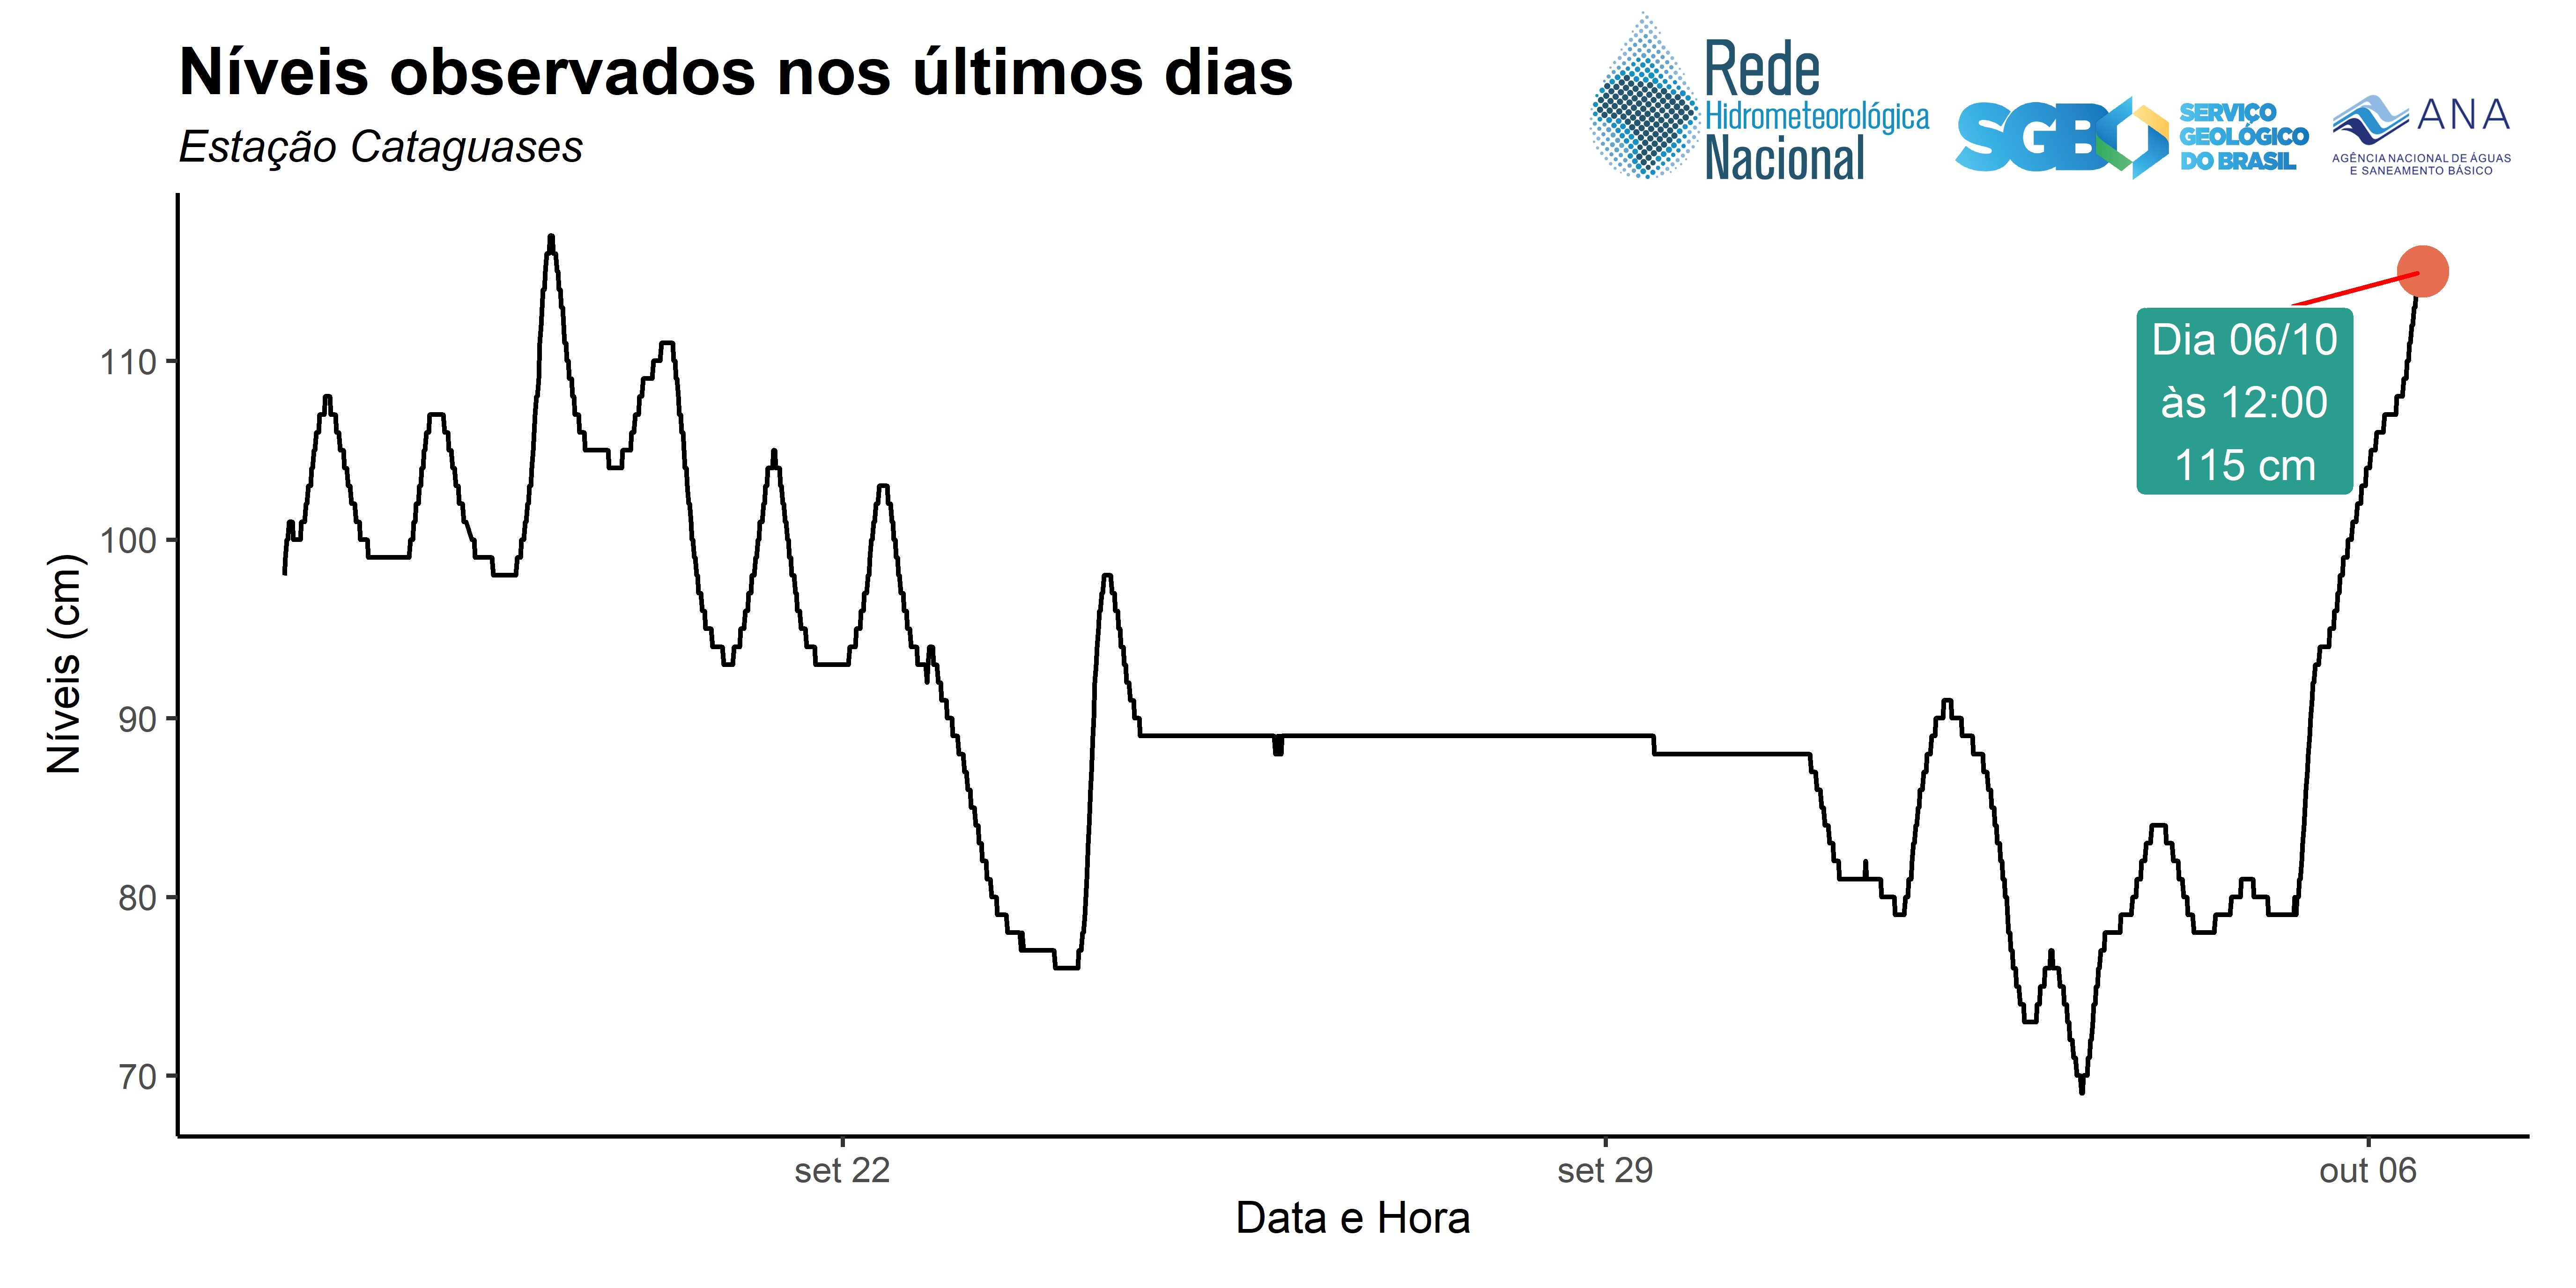 Níveis observados nos últimos dias
Estação Cataguases
Rede
Hidrometeorológica
Nacional
SGB
SERVIÇO
GEOLÓGICO
DO BRASIL
ANA
AGÊNCIA NACIONAL DE ÁGUAS
E SANEAMENTO BÁSICO
Níveis (cm)
110
100
90
80
70
Dia 06/10
às 12:00
115 cm
set 22
set 29
out 06
Data e Hora